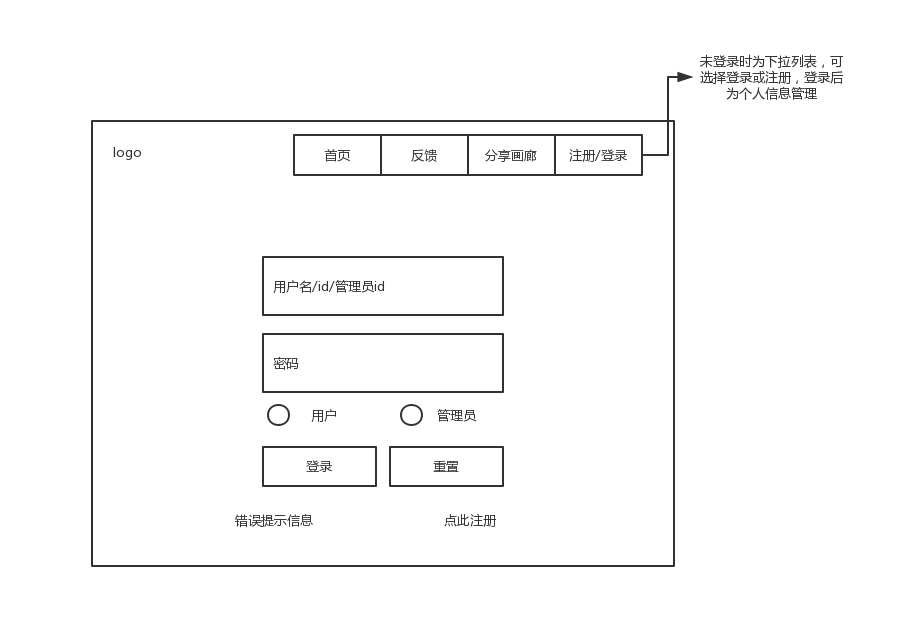 未登录时为下拉列表，可
选择登录或注册，登录后
为个人信息管理
logo
首页
反馈
分享画廊
注册/登录
用户名/id/管理员id
密码
用户
管理员
登录
重置
错误提示信息
点此注册